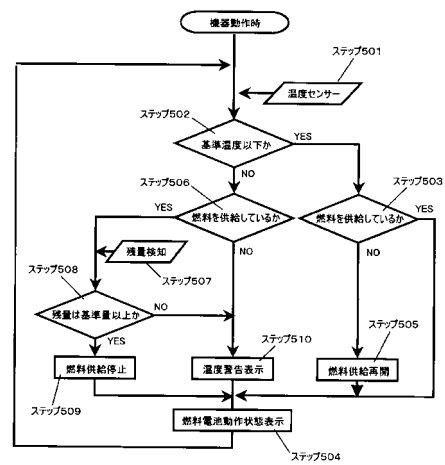 機器動作時
ステップ501
温度センサー
ステップ502
基準温度以下か
YES
NO
ステップ506
ステップ503
YES
燃料を供給しているか
燃料を供給しているか
YES
残量検知
NO
NO
ステップ508
ステップ507
残量は基準量以上か
NO
ステップ510
ステップ505
YES
燃料供給停止
温度警告表示
燃料供給再開
ステップ509
燃料電池動作状態表示
ステップ504